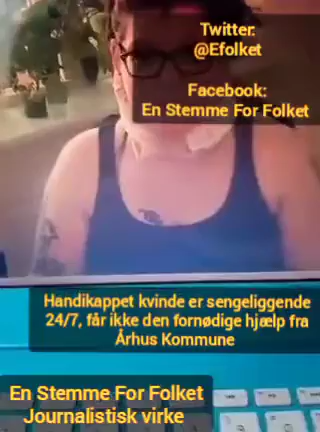 Twitter:
@Efolket
Facebook:
En Stemme For Folket
Handikappet kvinde er sengeliggende
24/7, får ikke den fornødige hjælp fra
Århus Kommune
En Stemme For Folket
Journalistisk virke